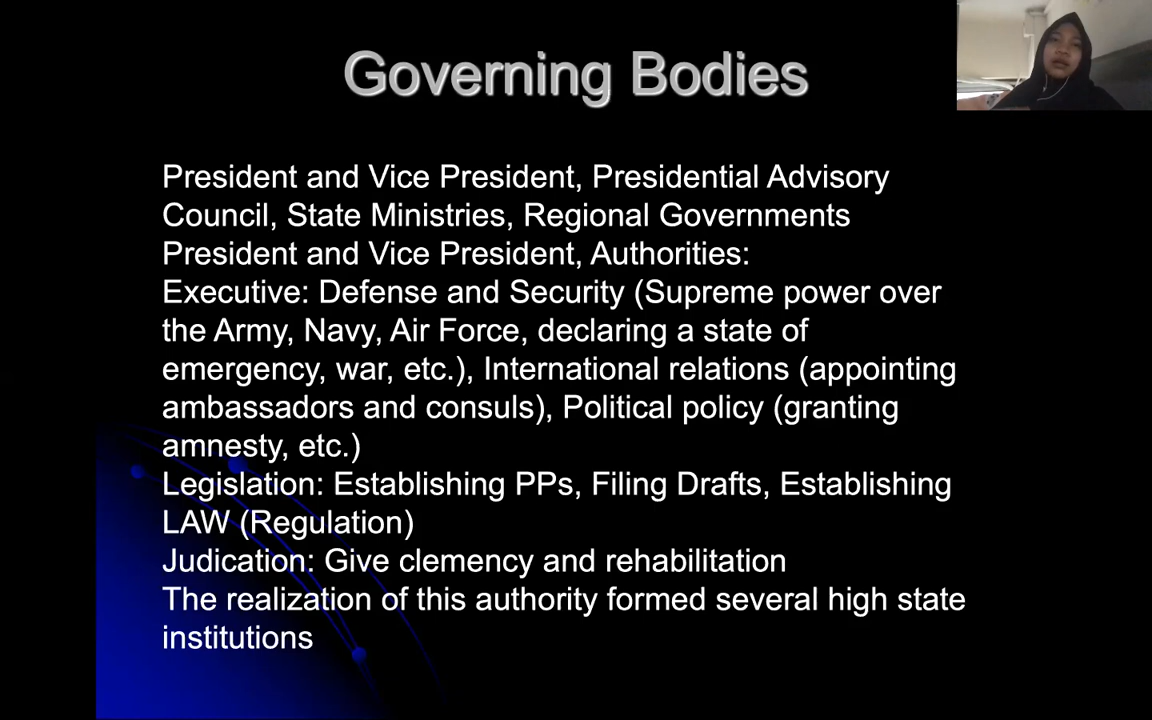 Governing Bodies
President and Vice President, Presidential Advisory
Council, State Ministries, Regional Governments
President and Vice President, Authorities:
Executive: Defense and Security (Supreme power over
the Army, Navy, Air Force, declaring a state of
emergency, war, etc.), International relations (appointing
ambassadors and consuls), Political policy (granting
amnesty, etc.)
Legislation: Establishing PPs, Filing Drafts, Establishing
LAW (Regulation)
Judication: Give clemency and rehabilitation
The realization of this authority formed several high state
institutions